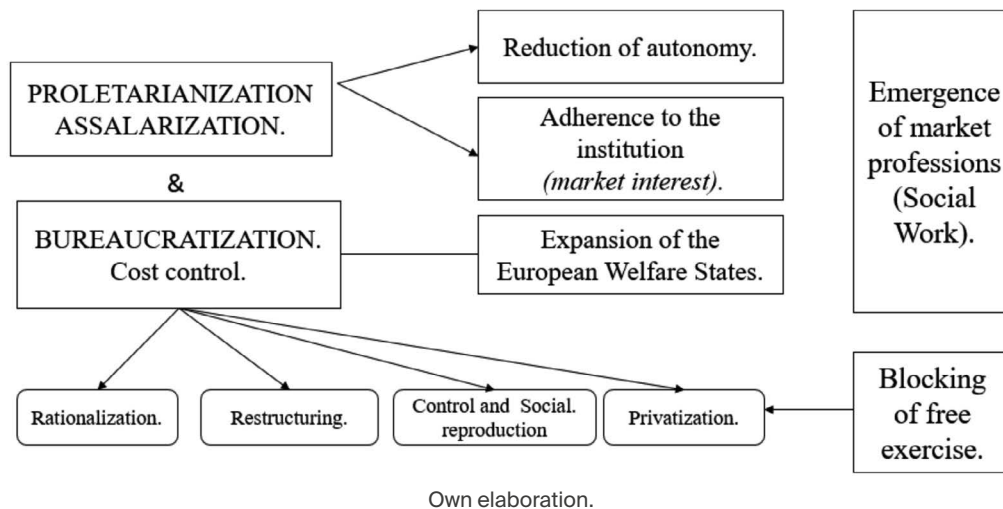 PROLETARIANIZATION
ASSALARIZATION.
&
BUREAUCRATIZATION.
Cost control.
Reduction of autonomy.
Adherence to the
institution
(market interest).
Expansion of the
European Welfare States.
Emergence
of market
professions
(Social
Work).
Rationalization.
Restructuring.
Control and Social.
reproduction
Privatization.
Blocking
of free
exercise.
Own elaboration.